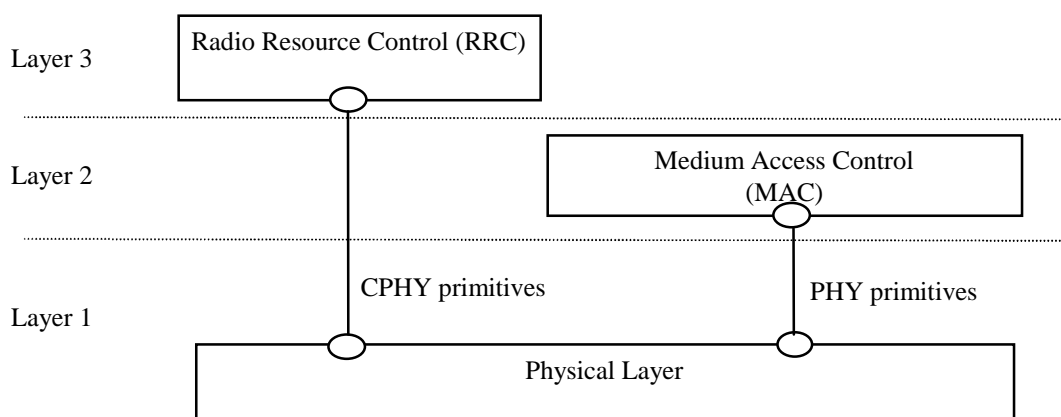 Radio Resource Control (RRC)
Layer 3
Medium Access Control
Layer 2
(MAC)
CPHY primitives
PHY primitives
Layer 1
Physical Layer